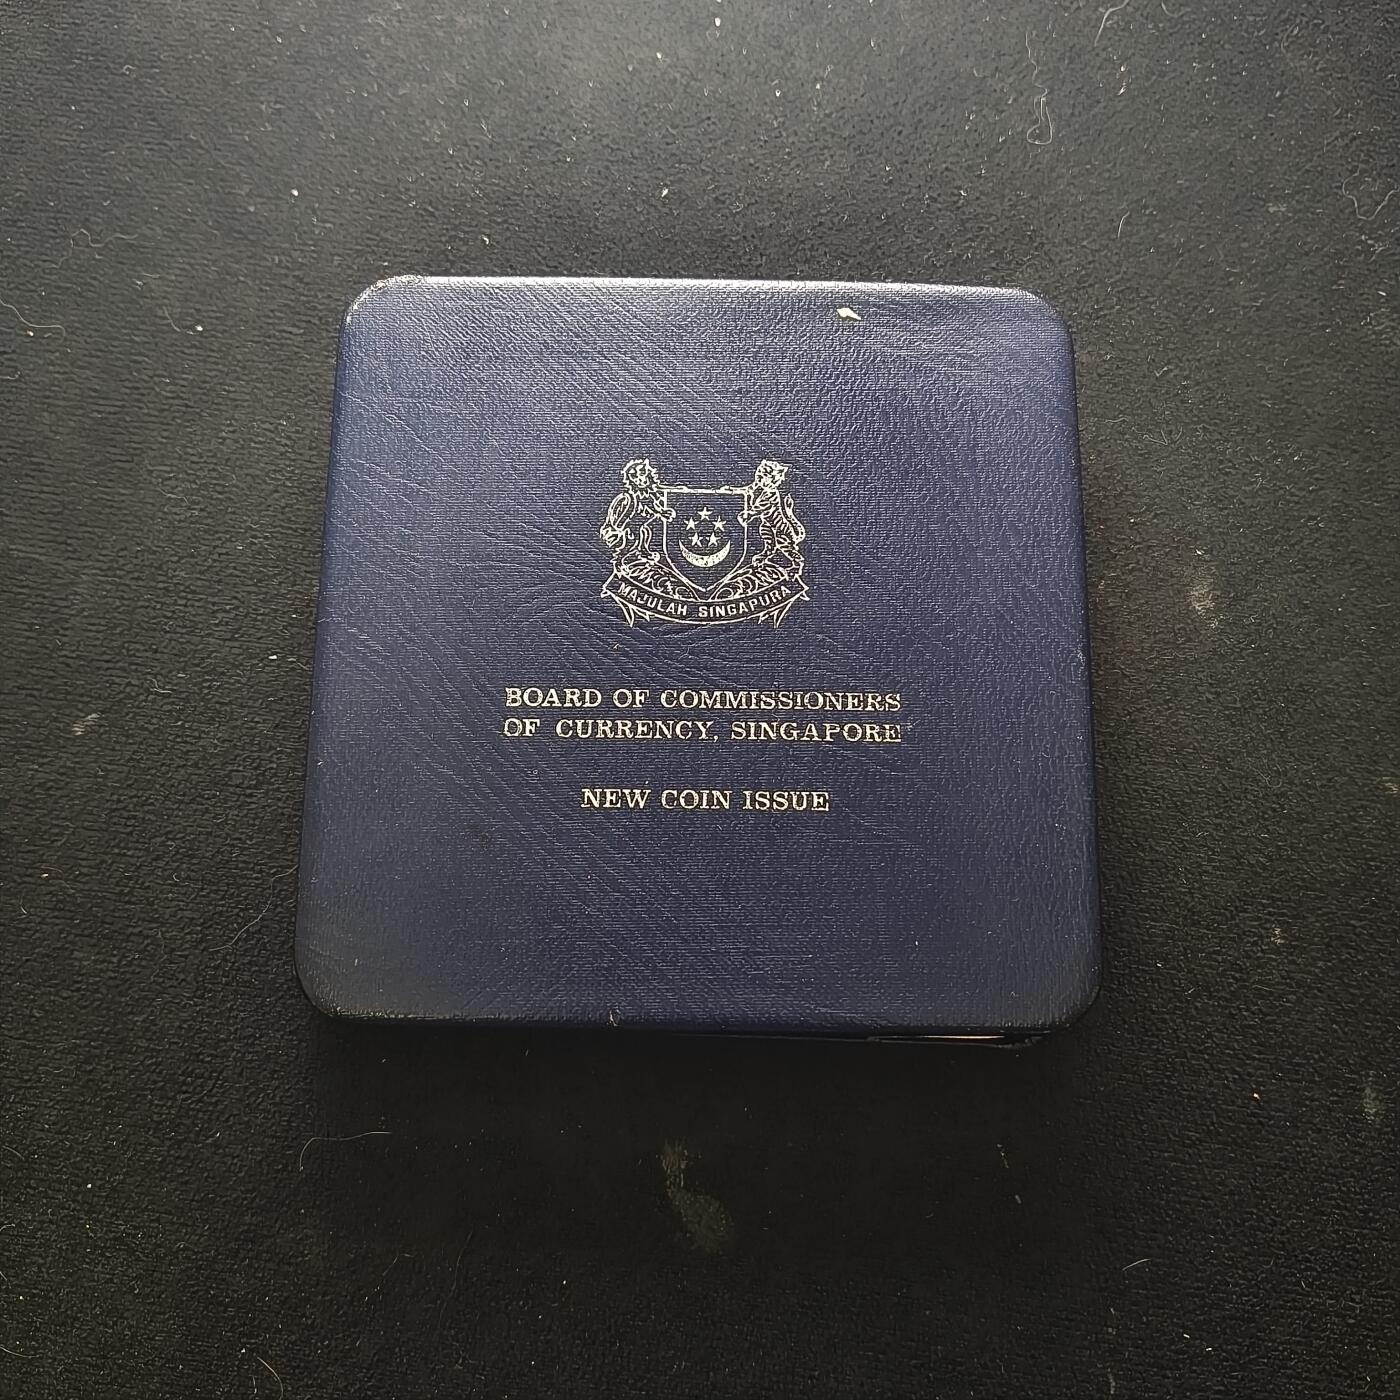 MAJULAH SINGAPURA
BOARD OF COMMISSIONERS
OF CURRENCY, SINGAPORE
NEW COIN ISSUE